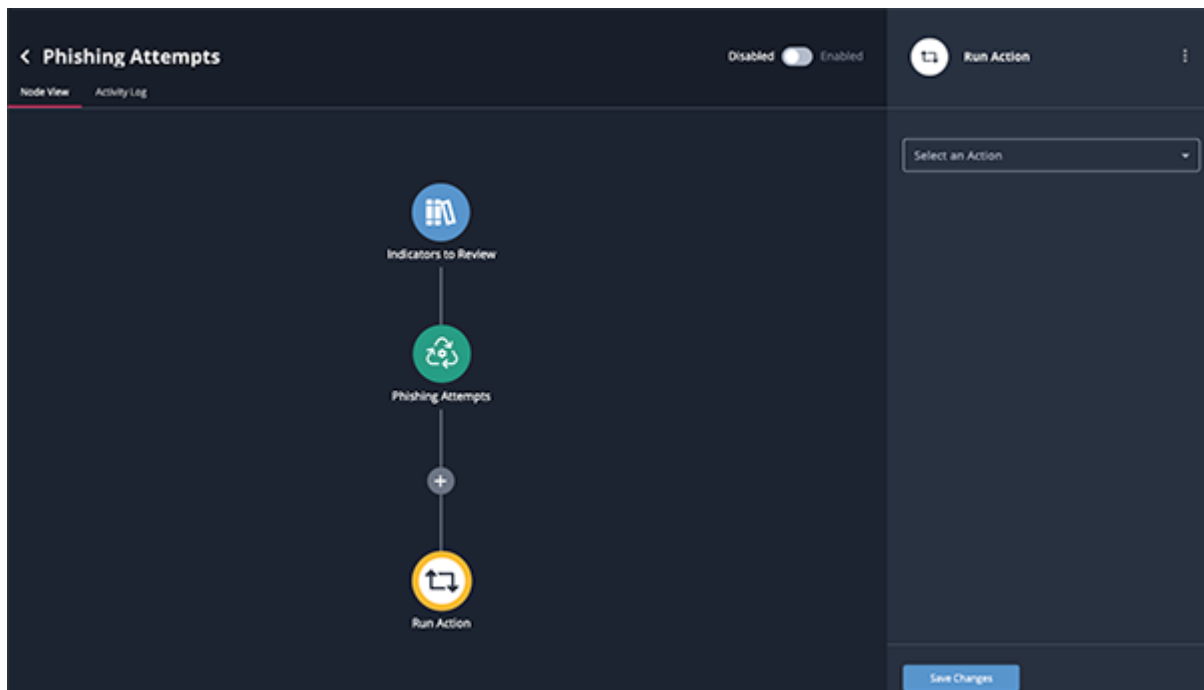 Phishing Attempts
Disabled Enabled
Node View Activity Log
Indicators to Review
Phishing Attempts
Run Action
Run Action
Select an Action
Save Changes